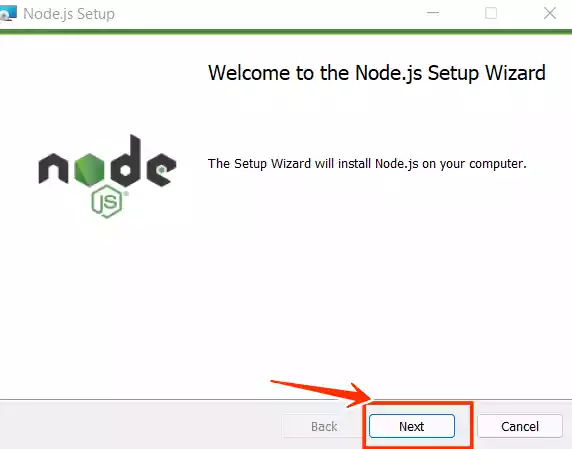 Node.js Setup
Welcome to the Node.js Setup Wizard
The Setup Wizard will install Node.js on your computer.
node
JS
Back Next Cancel